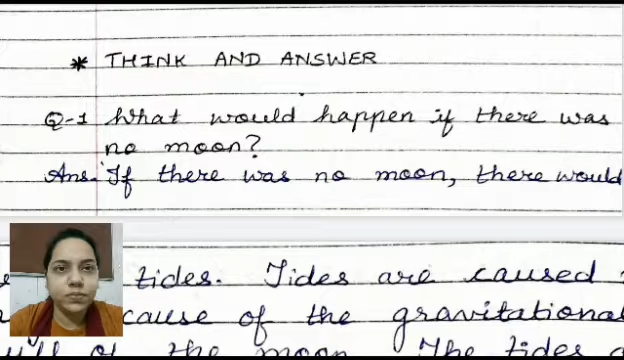 * THINK AND ANSWER
Q-1 What would happen if there was
no moon?
Ans. If there was no moon, there would
tides. Tides are caused
cause of the gravitational
of the moon. The tides